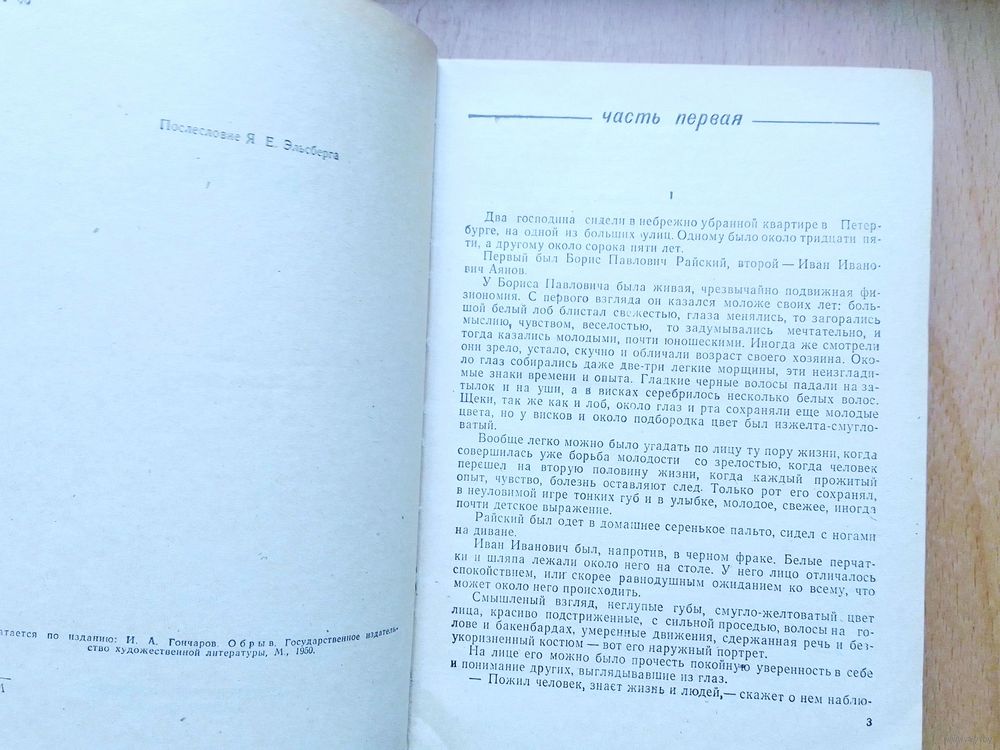 Послесловие Я. Е. Эльсберга
атается по изданию: И. А. Гончаров. Обрыв. Государственное издатель-
ство художественной литературы, М., 1950.
часть первая
I
Два господина сидели в небрежно убранной квартире в Петер-
бурге, на одной из больших улиц. Одному было около тридцати пя-
ти, а другому около сорока пяти лет.
Первый был Борис Павлович Райский, второй — Иван Ивано-
вич Аянов.
У Бориса Павловича была живая, чрезвычайно подвижная фи-
зиономия. С первого взгляда он казался моложе своих лет: боль-
шой белый лоб блистал свежестью, глаза менялись, то загорались
мыслию, чувством, веселостью, то задумывались мечтательно, и
тогда казались молодыми, почти юношескими. Иногда же смотрели
они зрело, устало, скучно и обличали возраст своего хозяина. Око-
ло глаз собирались даже две-три легкие морщины, эти неизглади-
мые знаки времени и опыта. Гладкие черные волосы падали на за-
тылок и на уши, а в висках серебрилось несколько белых волос.
Щеки, так же как и лоб, около глаз и рта сохраняли еще молодые
цвета, но у висков и около подбородка цвет был изжелта-смугло-
ватый.
Вообще легко можно было угадать по лицу ту пору жизни, когда
совершилась уже борьба молодости со зрелостью, когда человек
перешел на вторую половину жизни, когда каждый прожитый
опыт, чувство, болезнь оставляют след. Только рот его сохранял,
в неуловимой игре тонких губ и в улыбке, молодое, свежее, иногда
почти детское выражение.
Райский был одет в домашнее серенькое пальто, сидел с ногами
на диване.
Иван Иванович был, напротив, в черном фраке. Белые перчат-
ки и шляпа лежали около него на столе. У него лицо отличалось
спокойствием, или скорее равнодушным ожиданием ко всему, что
может около него происходить.
Смышленый взгляд, неглупые губы, смугло-желтоватый цвет
лица, красиво подстриженные, с сильной проседью, волосы на го-
лове и бакенбардах, умеренные движения, сдержанная речь и без-
укоризненный костюм — вот его наружный портрет.
На лице его можно было прочесть покойную уверенность в себе
и понимание других, выглядывавшие из глаз.
— Пожил человек, знает жизнь и людей,— скажет о нем наблю-
3